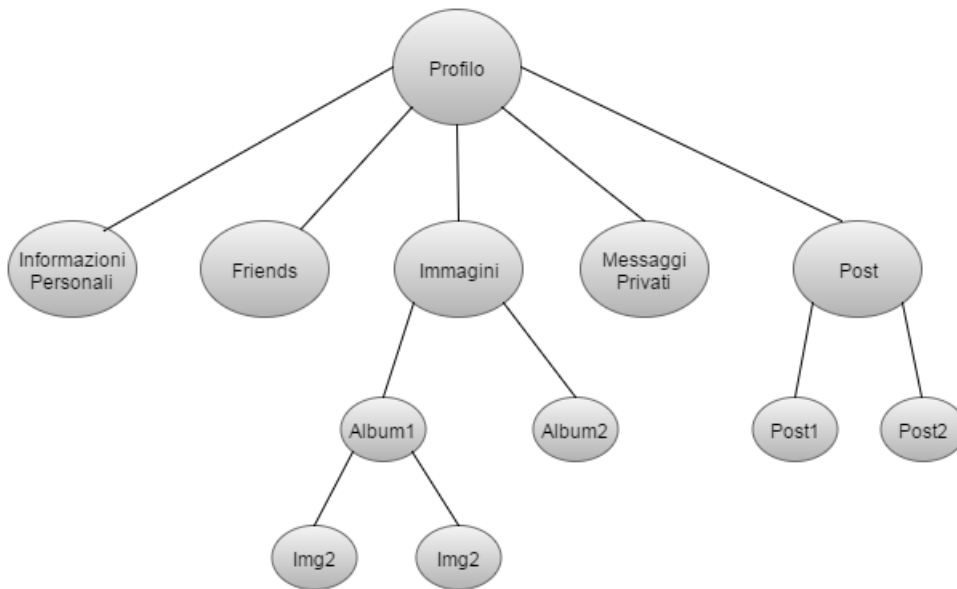 Profilo
Informazioni
Personali
Friends
Immagini
Messaggi
Privati
Post
Album1
Album2
Post1
Post2
Img2
Img2